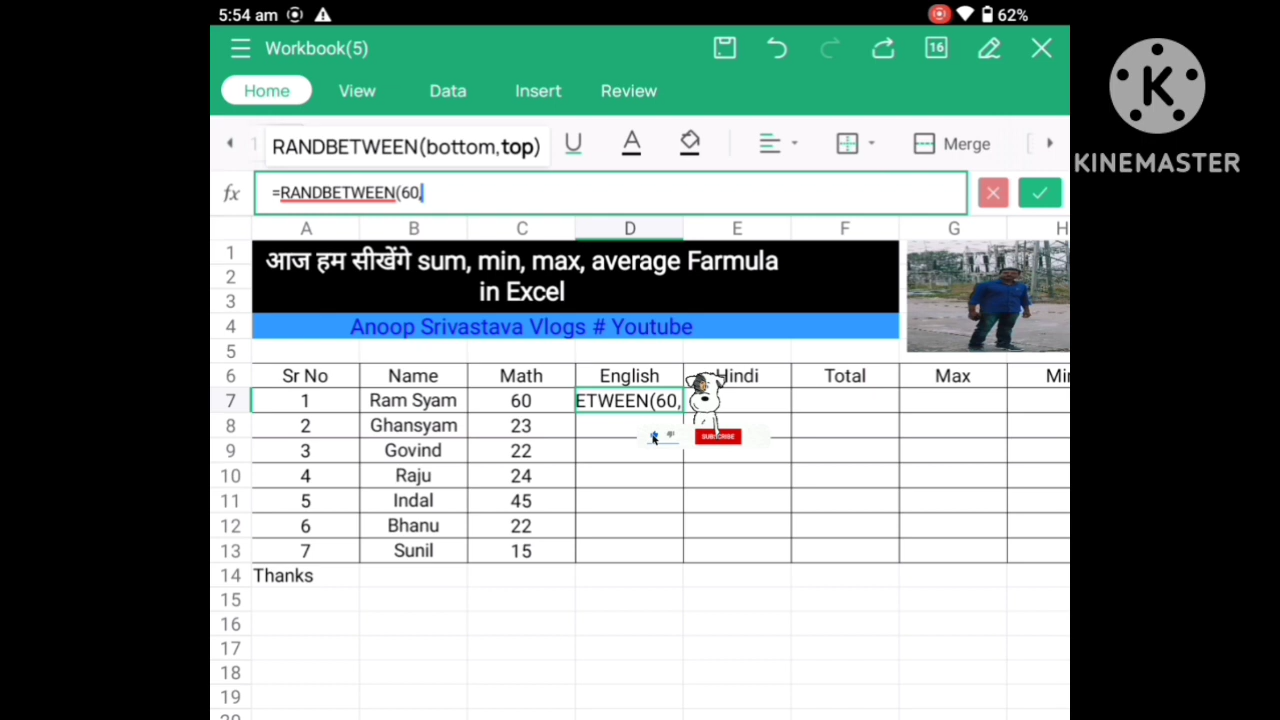 5:54 am
62%
Workbook(5)
16
Home View Data Insert Review
RANDBETWEEN(bottom,top)
U A Merge
fx =RANDBETWEEN(60,
A B C D E F G H
1
2
3
आज हम सीखेंगे sum, min, max, average Farmula
in Excel
4 Anoop Srivastava Vlogs # Youtube
5
6 Sr No Name Math English Hindi Total Max Mi
7 1 Ram Syam 60 ETWEEN(60,
8 2 Ghansyam 23
SUBSCRIBE
9 3 Govind 22
10 4 Raju 24
11 5 Indal 45
12 6 Bhanu 22
13 7 Sunil 15
14 Thanks
15
16
17
18
19
K
KINEMASTER